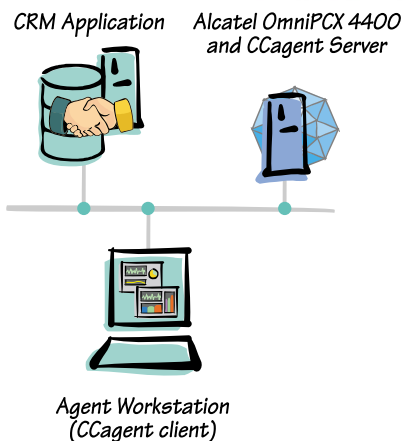 CRM Application
Alcatel OmniPCX 4400
and CCagent Server
Agent Workstation
(CCagent client)